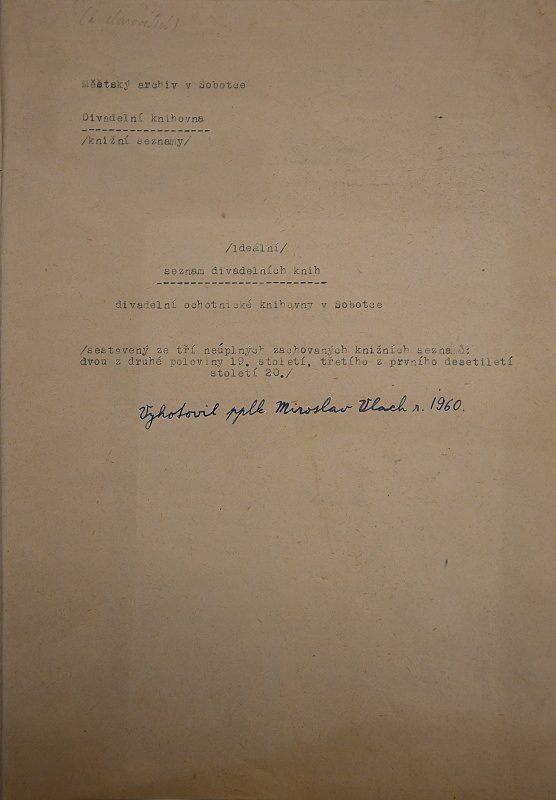 Městský archiv v Sobotce
Divadelní knihovna
/knižní seznamy/
/Ideální/
seznam divadelních knih
divadelní ochotnické knihovny v Sobotce
/sestavený ze tří neúplných zachovaných knižních seznamů:
dvou z druhé poloviny 19. století, třetího z prvního desetiletí
století 20./
Vyhotovil pplk Miroslav Vlach r. 1960.